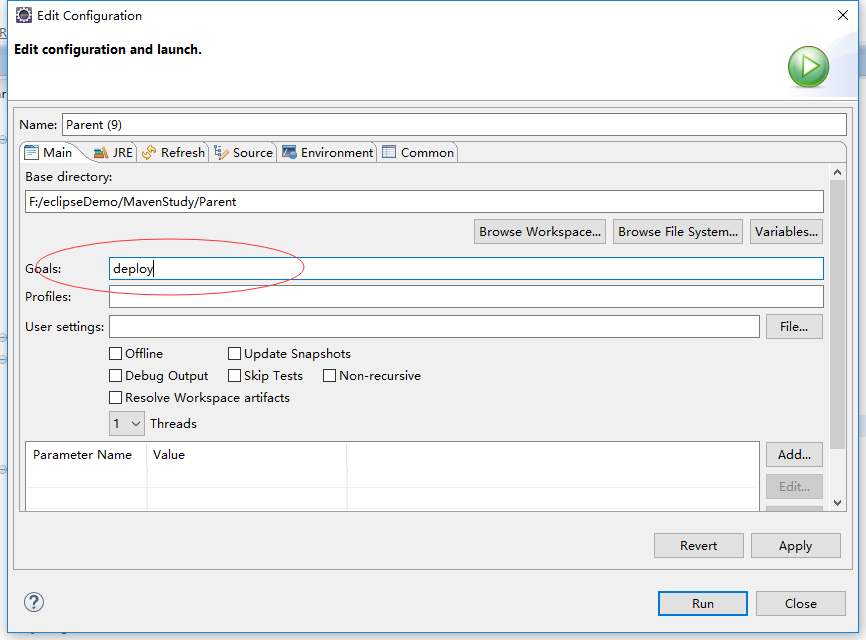 Edit Configuration
Edit configuration and launch.
Name: Parent (9)
Main JRE Refresh Source Environment Common
Base directory:
F:/eclipseDemo/MavenStudy/Parent
Browse Workspace... Browse File System... Variables...
Goals: deploy
Profiles:
User settings: File...
Offline Update Snapshots
Debug Output Skip Tests Non-recursive
Resolve Workspace artifacts
1 Threads
Parameter Name Value Add...
Edit...
Revert Apply
Run Close